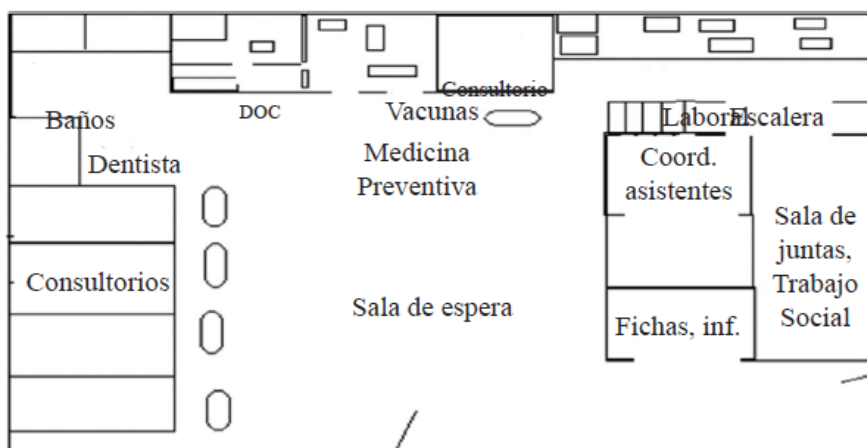 Consultorio
Baños
DOC
Vacunas
Laboral
Escalera
Dentista
Medicina
Preventiva
Coord.
asistentes
Sala de
juntas,
Trabajo
Social
Consultorios
Sala de espera
Fichas, inf.